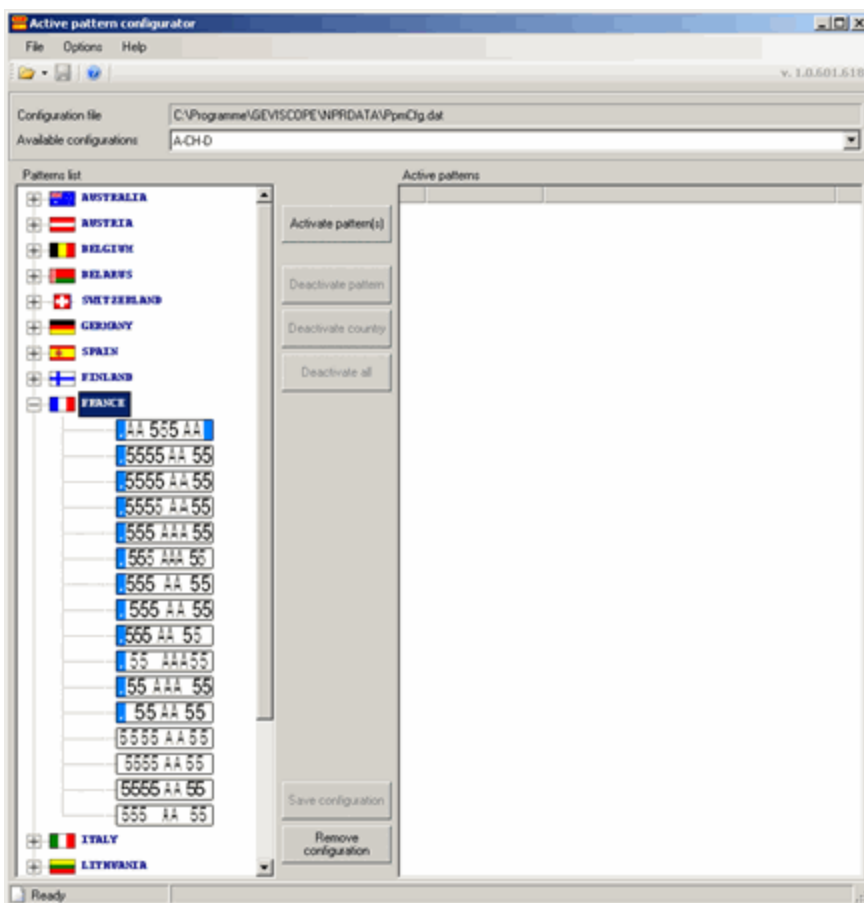 Active pattern configurator
File Options Help
v. 1.0.601.618
Configuration file C:\Programme\GEVISCOPE\NPRDATA\PpmCfg.dat
Available configurations A-CH-D
Patterns list Active patterns
AUSTRALIA
AUSTRIA
BELGIUM
BELARUS
SWITZERLAND
GERMANY
SPAIN
FINLAND
FRANCE
AA 555 AA
5555 AA 55
5555 AA 55
5555 AA 55
555 AAA 55
555 AAA 55
555 AA 55
555 AA 55
555 AA 55
55 AAA55
55 AAA 55
55 AA 55
5555 AA 55
5555 AA 55
5555 AA 55
555 AA 55
ITALY
LITHUANIA
Activate pattern(s)
Deactivate pattern
Deactivate country
Deactivate all
Save configuration
Remove
configuration
Ready